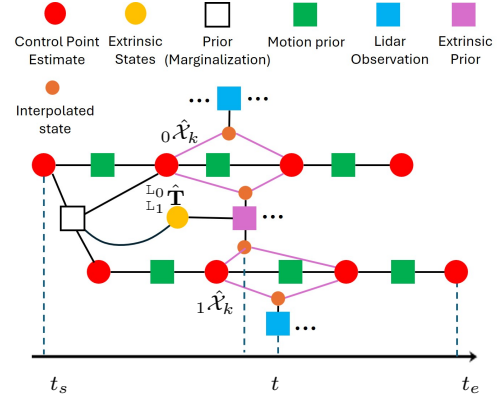 Control Point
Estimate
Extrinsic
States
Prior
(Marginalization)
Motion prior
Lidar
Observation
Extrinsic
Prior
Interpolated
state
... ...
₀𝒳̂ₖ
L₀
L₁ T̂
...
₁𝒳̂ₖ
...
tₛ t tₑ